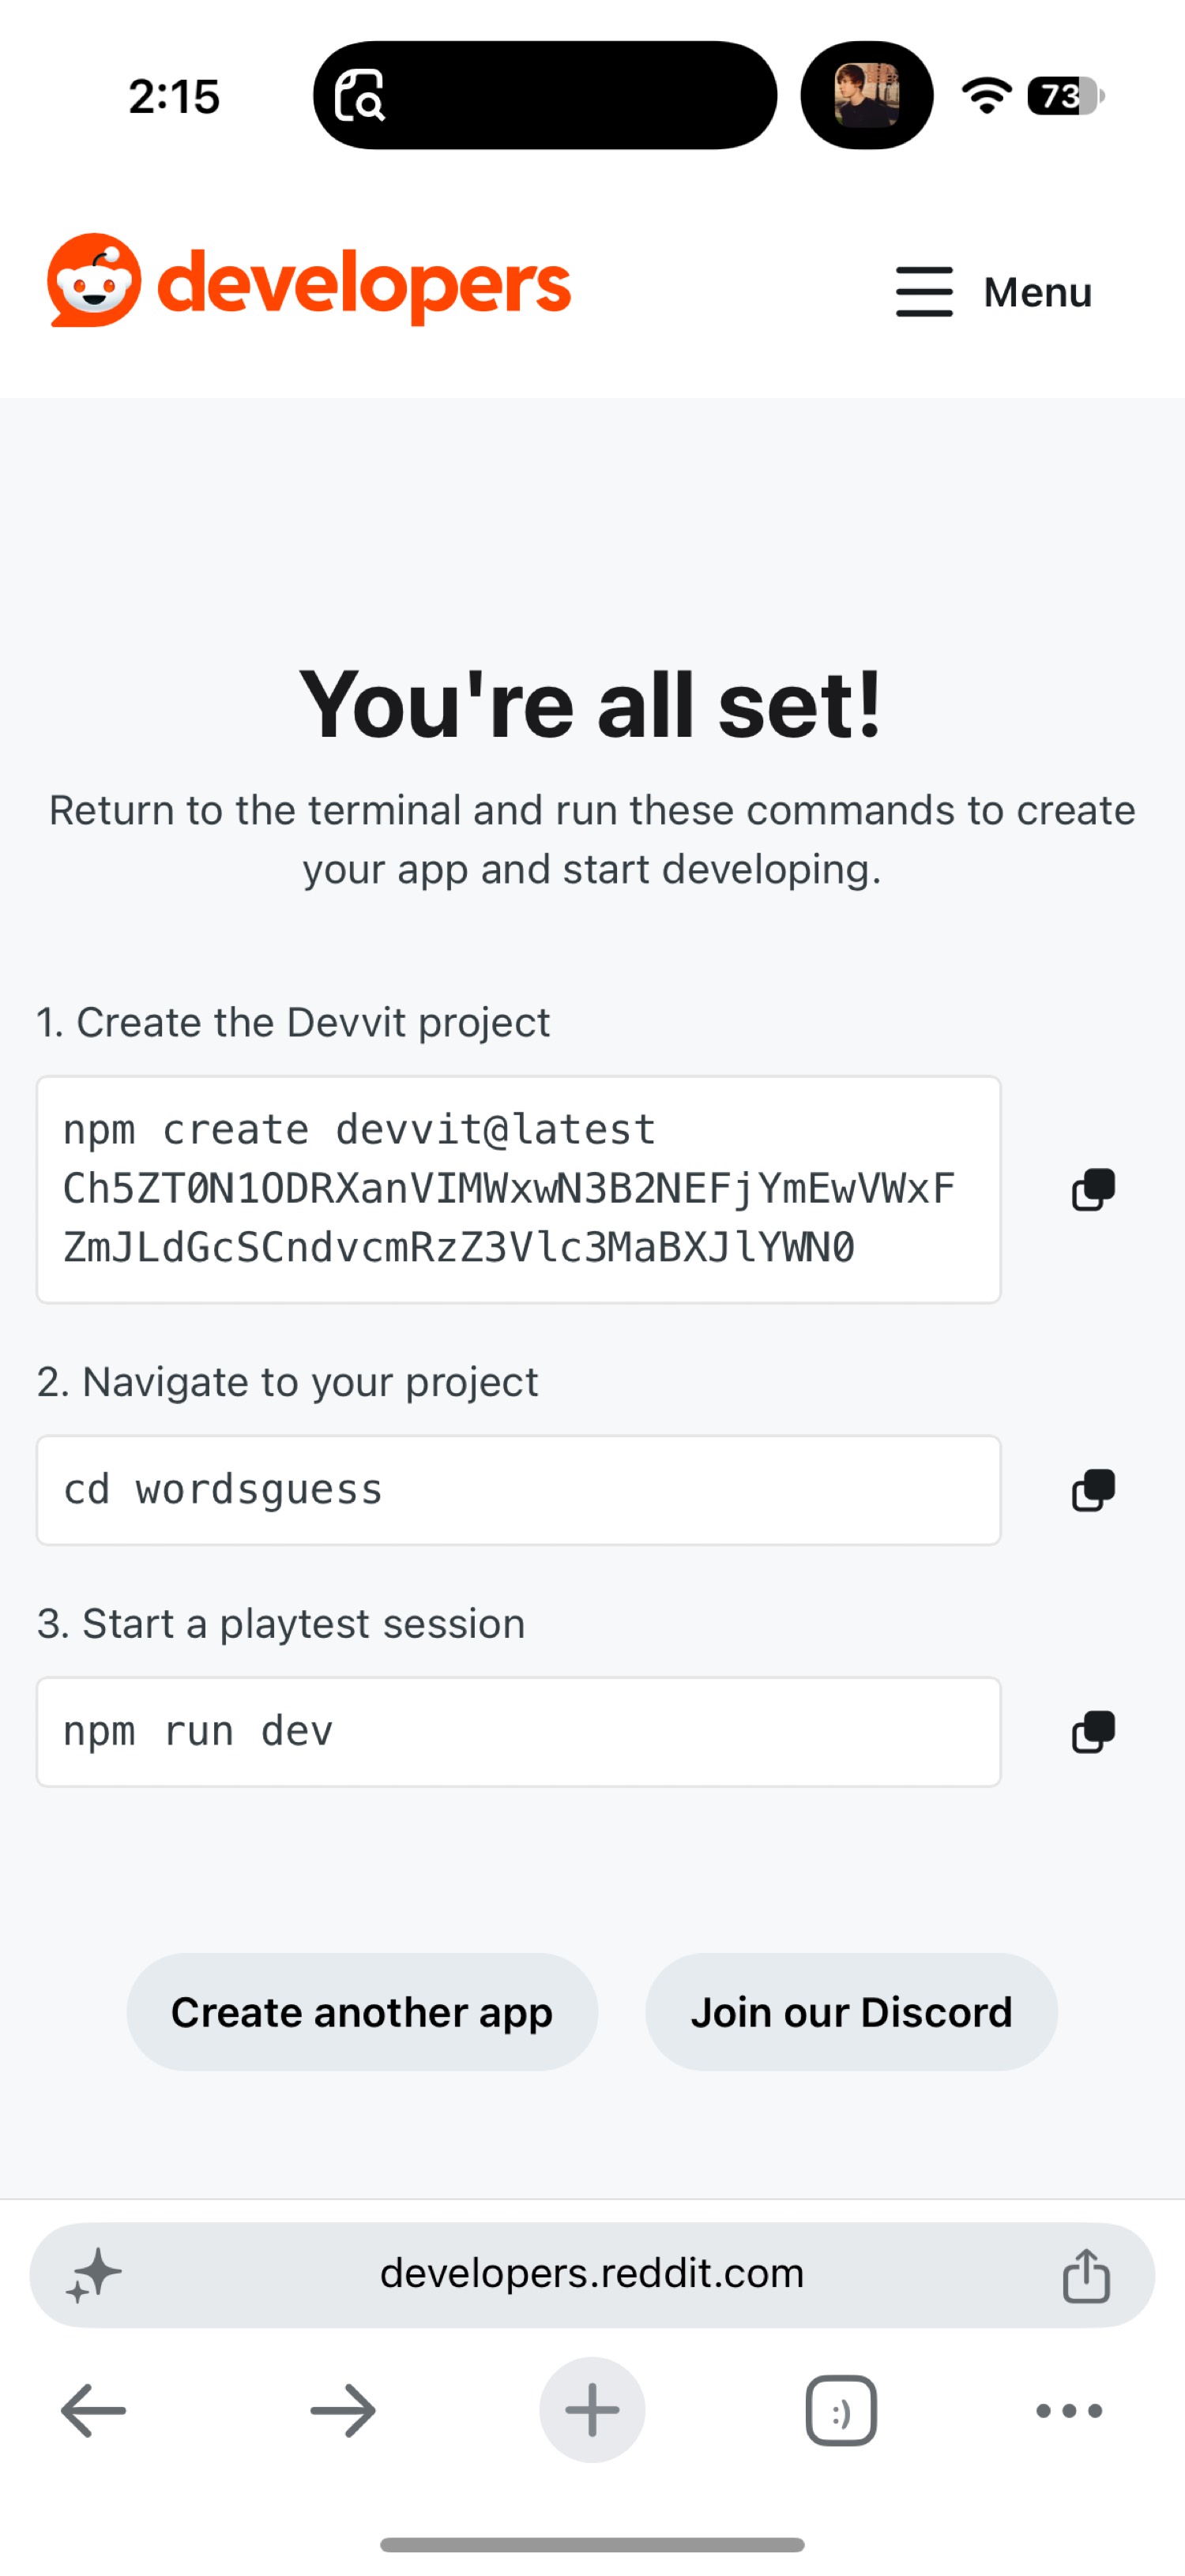 2:15
73
developers
Menu
You're all set!
Return to the terminal and run these commands to create
your app and start developing.
1. Create the Devvit project
npm create devvit@latest
Ch5ZT0N1ODRXanVIMWxwN3B2NEFjYmEwVWxF
ZmJLdGcSCndvcmRzZ3Vlc3MaBXJlYWN0
2. Navigate to your project
cd wordsguess
3. Start a playtest session
npm run dev
Create another app
Join our Discord
developers.reddit.com
:)